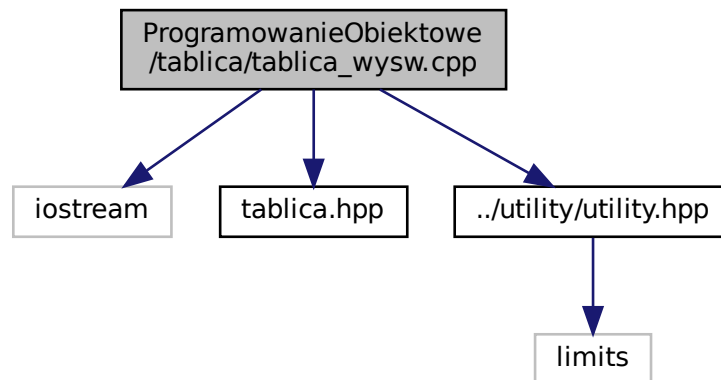 ProgramowanieObiektowe
/tablica/tablica_wysw.cpp
iostream
tablica.hpp
../utility/utility.hpp
limits